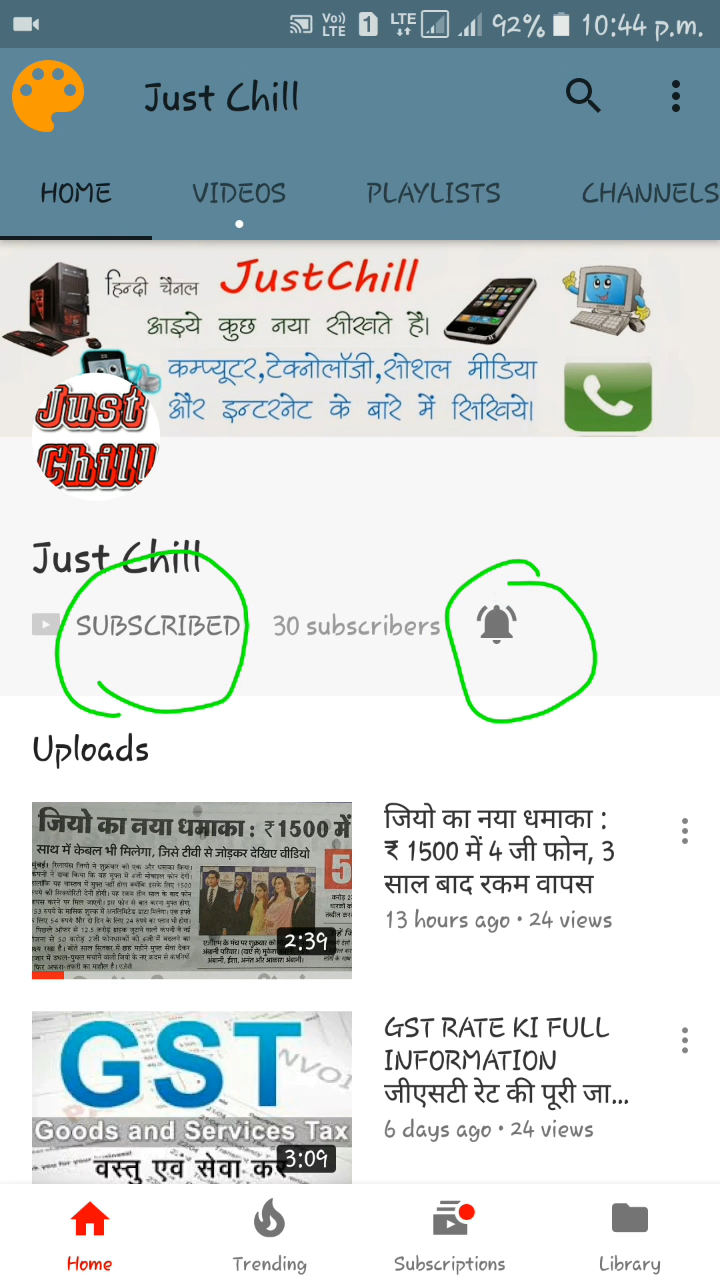 Vo)) LTE 1 LTE 92% 10:44 p.m.
Just Chill
HOME VIDEOS PLAYLISTS CHANNELS
हिन्दी चैनल JustChill
आइये कुछ नया सीखते है।
कम्प्यूटर,टेक्नोलॉजी,सोशल मीडिया
और इन्टरनेट के बारे में सिखिये।
Just
Chill
Just Chill
SUBSCRIBED 30 subscribers
Uploads
जियो का नया धमाका : ₹1500 में
साथ में केबल भी मिलेगा, जिसे टीवी से जोड़कर देखिए वीडियो
5
2:39
जियो का नया धमाका :
₹ 1500 में 4 जी फोन, 3
साल बाद रकम वापस
13 hours ago • 24 views
GST
Goods and Services Tax
वस्तु एवं सेवा कर
3:09
GST RATE KI FULL
INFORMATION
जीएसटी रेट की पूरी जा...
6 days ago • 24 views
Home Trending Subscriptions Library